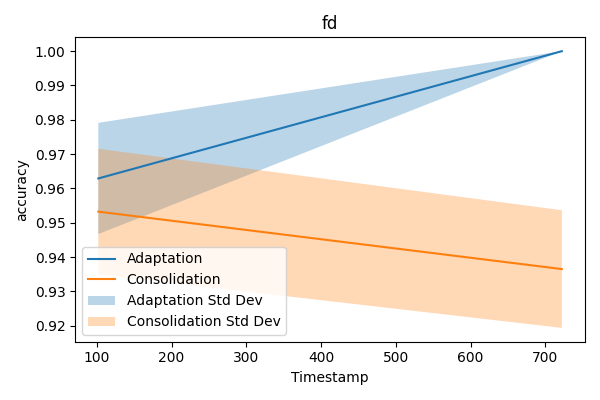 fd
accuracy
1.00
0.99
0.98
0.97
0.96
0.95
0.94
0.93
0.92
Adaptation
Consolidation
Adaptation Std Dev
Consolidation Std Dev
100 200 300 400 500 600 700
Timestamp